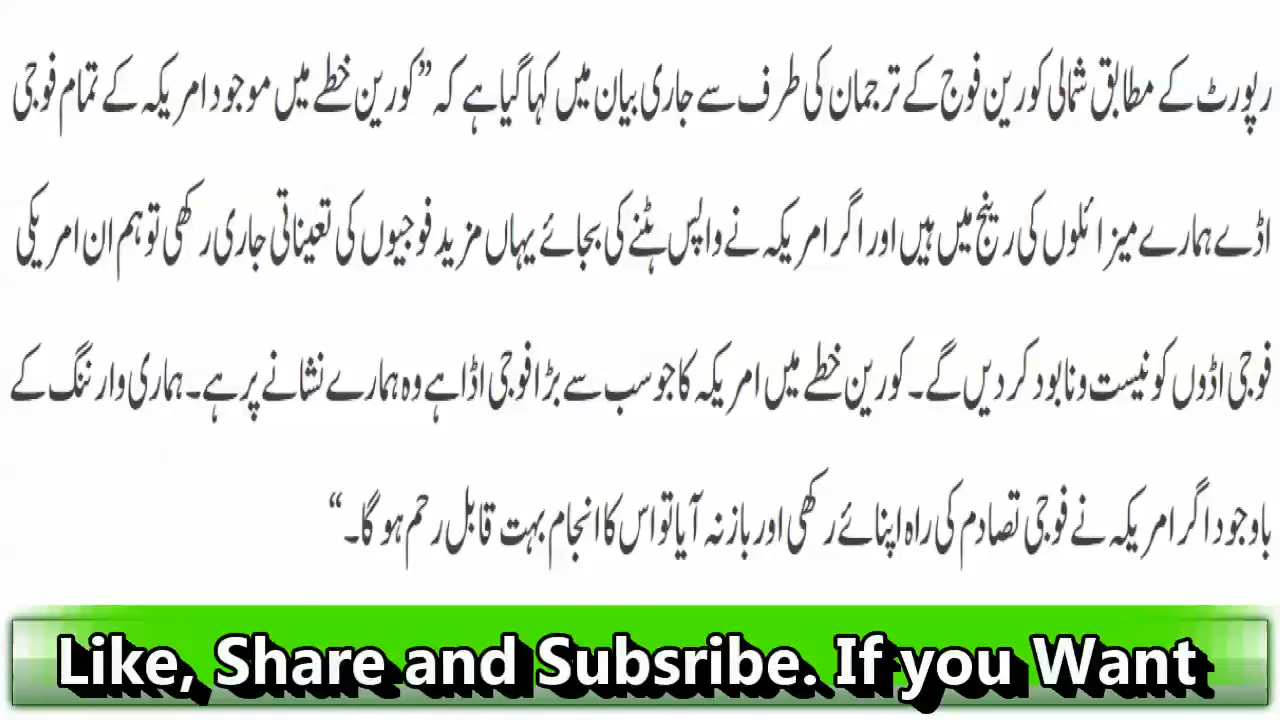 رپورٹ کے مطابق شمالی کورین فوج کے ترجمان کی طرف سے جاری بیان میں کہا گیا ہے کہ ”کورین خطے میں موجود امریکہ کے تمام فوجی
اڈے ہمارے میزائلوں کی رینج میں ہیں اور اگر امریکہ نے واپس ہٹنے کی بجائے یہاں مزید فوجیوں کی تعیناتی جاری رکھی تو ہم ان امریکی
فوجی اڈوں کو نیست و نابود کر دیں گے۔ کورین خطے میں امریکہ کا جو سب سے بڑا فوجی اڈا ہے وہ ہمارے نشانے پر ہے۔ ہماری وارننگ کے
باوجود اگر امریکہ نے فوجی تصادم کی راہ اپنائے رکھی اور باز نہ آیا تو اس کا انجام بہت قابل رحم ہو گا۔“
Like, Share and Subsribe. If you Want